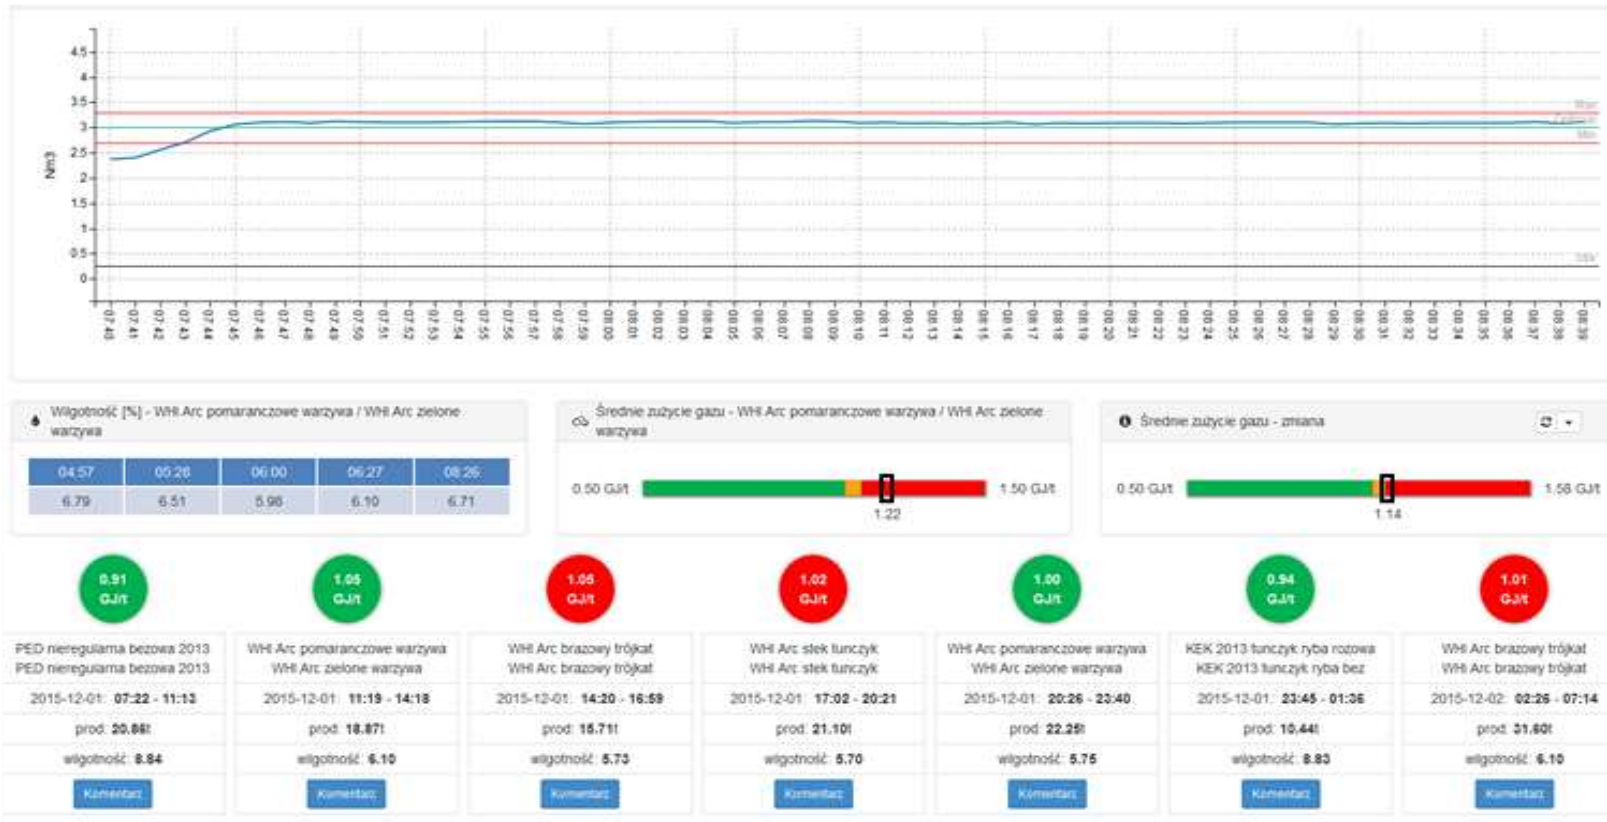 4.5
4
3.5
3
2.5
2
1.5
1
0.5
0
Nm3
Max
Min
07:40 07:41 07:42 07:43 07:44 07:45 07:46 07:47 07:48 07:49 07:50 07:51 07:52 07:53 07:54 07:55 07:56 07:57 07:58 07:59 08:00 08:01 08:02 08:03 08:04 08:05 08:06 08:07 08:08 08:09 08:10 08:11 08:12 08:13 08:14 08:15 08:16 08:17 08:18 08:19 08:20 08:21 08:22 08:23 08:24 08:25 08:26 08:27 08:28 08:29 08:30 08:31 08:32 08:33 08:34 08:35 08:36 08:37 08:38 08:39
Wilgotność [%] - WHI Arc pomaranczowe warzywa / WHI Arc zielone
warzywa
04:57 05:28 06:00 06:27 08:26
6.79 6.51 5.98 6.10 6.71
Średnie zużycie gazu - WHI Arc pomaranczowe warzywa / WHI Arc zielone
warzywa
0.50 GJ/t 1.50 GJ/t
1.22
Średnie zużycie gazu - zmiana
0.50 GJ/t 1.58 GJ/t
1.14
0.91
GJ/t
PED nieregularna bezowa 2013
PED nieregularna bezowa 2013
2015-12-01: 07:22 - 11:13
prod: 20.86t
wilgotność: 8.84
Komentarz
1.05
GJ/t
WHI Arc pomaranczowe warzywa
WHI Arc zielone warzywa
2015-12-01: 11:19 - 14:18
prod: 18.87t
wilgotność: 6.10
Komentarz
1.05
GJ/t
WHI Arc brazowy trójkat
WHI Arc brazowy trójkat
2015-12-01: 14:20 - 16:59
prod: 15.71t
wilgotność: 5.73
Komentarz
1.02
GJ/t
WHI Arc stek tunczyk
WHI Arc stek tunczyk
2015-12-01: 17:02 - 20:21
prod: 21.10t
wilgotność: 5.70
Komentarz
1.00
GJ/t
WHI Arc pomaranczowe warzywa
WHI Arc zielone warzywa
2015-12-01: 20:26 - 23:40
prod: 22.25t
wilgotność: 5.75
Komentarz
0.94
GJ/t
KEK 2013 tunczyk ryba rozowa
KEK 2013 tunczyk ryba bez
2015-12-01: 23:45 - 01:36
prod: 10.44t
wilgotność: 8.83
Komentarz
1.01
GJ/t
WHI Arc brazowy trójkat
WHI Arc brazowy trójkat
2015-12-02: 02:26 - 07:14
prod: 31.60t
wilgotność: 6.10
Komentarz